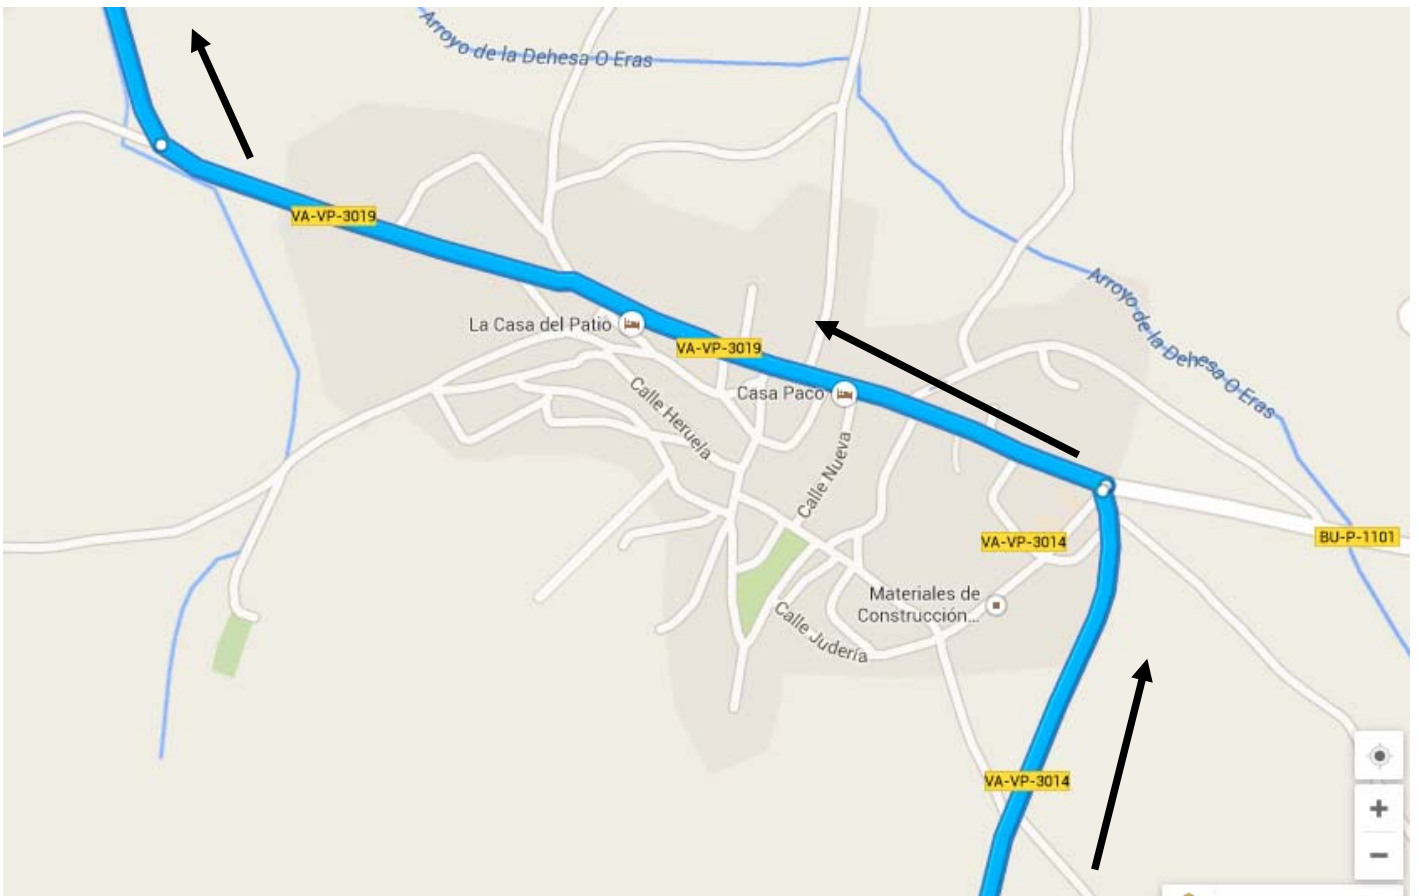 Arroyo de la Dehesa O Eras
VA-VP-3019
Arroyo de la Dehesa O Eras
La Casa del Patio
VA-VP-3019
Casa Paco
Calle Heruela
Calle Nueva
VA-VP-3014
BU-P-1101
Materiales de
Construcción...
Calle Judería
VA-VP-3014
+
−